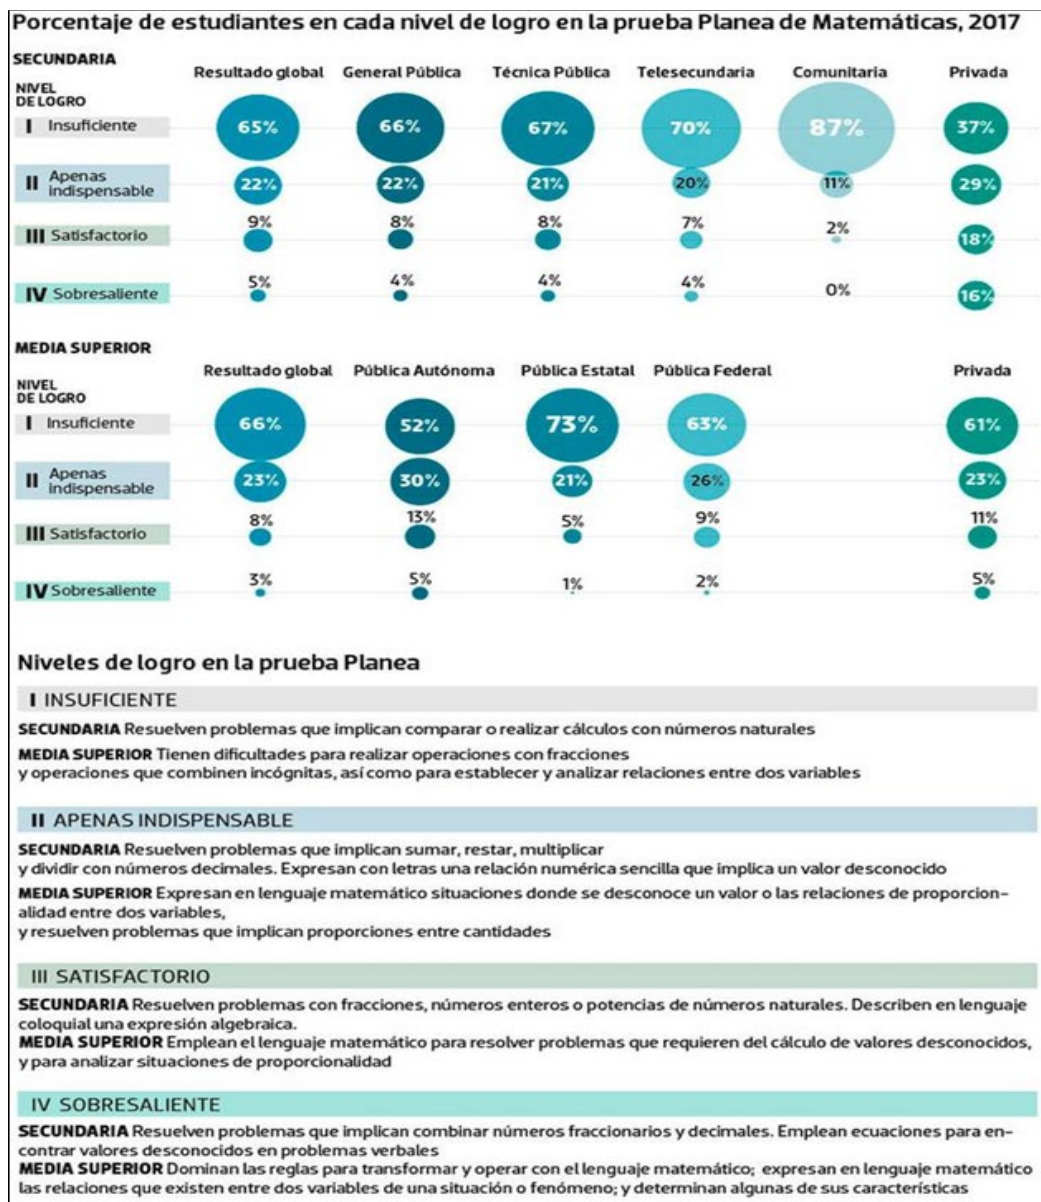 Porcentaje de estudiantes en cada nivel de logro en la prueba Planea de Matemáticas, 2017
SECUNDARIA
NIVEL
DE LOGRO
Resultado global General Pública Técnica Pública Telesecundaria Comunitaria Privada
I Insuficiente 65% 66% 67% 70% 87% 37%
II Apenas
indispensable 22% 22% 21% 20% 11% 29%
III Satisfactorio 9% 8% 8% 7% 2% 18%
IV Sobresaliente 5% 4% 4% 4% 0% 16%
MEDIA SUPERIOR
NIVEL
DE LOGRO
Resultado global Pública Autónoma Pública Estatal Pública Federal Privada
I Insuficiente 66% 52% 73% 63% 61%
II Apenas
indispensable 23% 30% 21% 26% 23%
III Satisfactorio 8% 13% 5% 9% 11%
IV Sobresaliente 3% 5% 1% 2% 5%
Niveles de logro en la prueba Planea
I INSUFICIENTE
SECUNDARIA Resuelven problemas que implican comparar o realizar cálculos con números naturales
MEDIA SUPERIOR Tienen dificultades para realizar operaciones con fracciones
y operaciones que combinen incógnitas, así como para establecer y analizar relaciones entre dos variables
II APENAS INDISPENSABLE
SECUNDARIA Resuelven problemas que implican sumar, restar, multiplicar
y dividir con números decimales. Expresan con letras una relación numérica sencilla que implica un valor desconocido
MEDIA SUPERIOR Expresan en lenguaje matemático situaciones donde se desconoce un valor o las relaciones de proporcion-
alidad entre dos variables,
y resuelven problemas que implican proporciones entre cantidades
III SATISFACTORIO
SECUNDARIA Resuelven problemas con fracciones, números enteros o potencias de números naturales. Describen en lenguaje
coloquial una expresión algebraica.
MEDIA SUPERIOR Emplean el lenguaje matemático para resolver problemas que requieren del cálculo de valores desconocidos,
y para analizar situaciones de proporcionalidad
IV SOBRESALIENTE
SECUNDARIA Resuelven problemas que implican combinar números fraccionarios y decimales. Emplean ecuaciones para en-
contrar valores desconocidos en problemas verbales
MEDIA SUPERIOR Dominan las reglas para transformar y operar con el lenguaje matemático; expresan en lenguaje matemático
las relaciones que existen entre dos variables de una situación o fenómeno; y determinan algunas de sus características